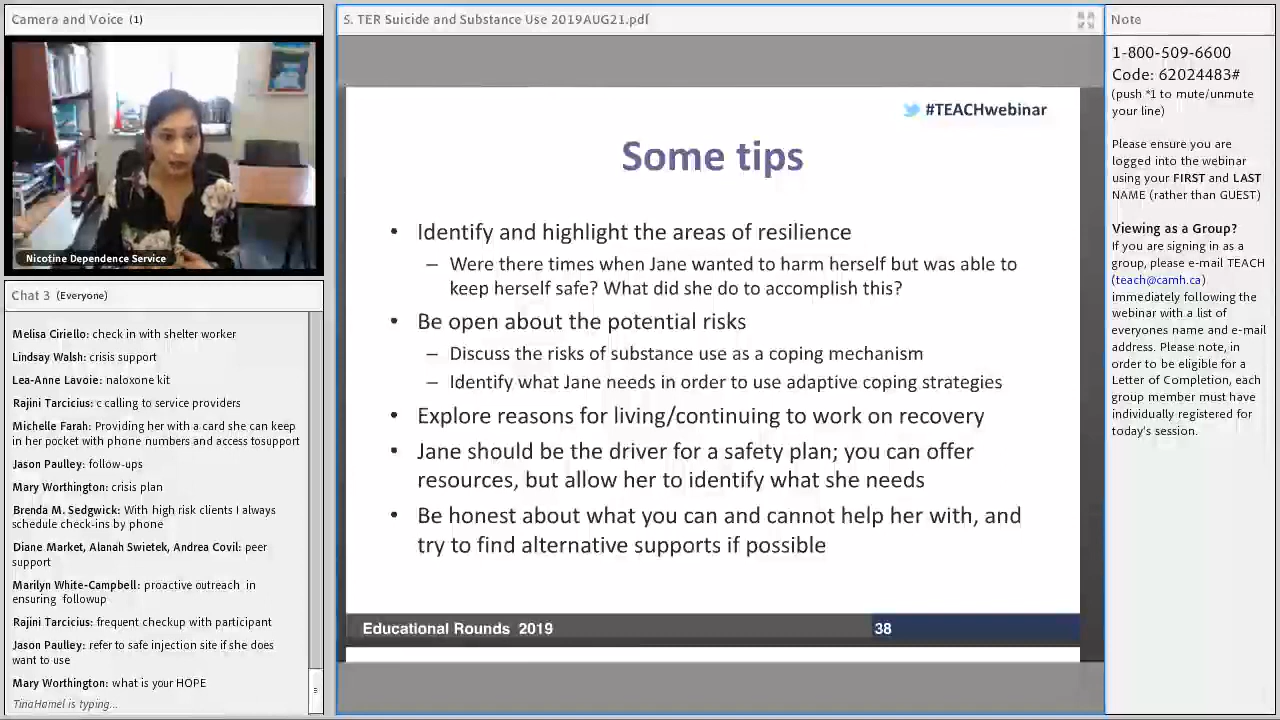 Camera and Voice (1)
Nicotine Dependence Service
Chat 3 (Everyone)
Melisa Ciriello: check in with shelter worker
Lindsay Walsh: crisis support
Lea-Anne Lavoie: naloxone kit
Rajini Tarcicius: c calling to service providers
Michelle Farah: Providing her with a card she can keep
in her pocket with phone numbers and access tosupport
Jason Paulley: follow-ups
Mary Worthington: crisis plan
Brenda M. Sedgwick: With high risk clients I always
schedule check-ins by phone
Diane Market, Alanah Swietek, Andrea Covil: peer
support
Marilyn White-Campbell: proactive outreach in
ensuring followup
Rajini Tarcicius: frequent checkup with participant
Jason Paulley: refer to safe injection site if she does
want to use
Mary Worthington: what is your HOPE
TinaHamel is typing...
5. TER Suicide and Substance Use 2019AUG21.pdf
#TEACHwebinar
Some tips
• Identify and highlight the areas of resilience
– Were there times when Jane wanted to harm herself but was able to
keep herself safe? What did she do to accomplish this?
• Be open about the potential risks
– Discuss the risks of substance use as a coping mechanism
– Identify what Jane needs in order to use adaptive coping strategies
• Explore reasons for living/continuing to work on recovery
• Jane should be the driver for a safety plan; you can offer
resources, but allow her to identify what she needs
• Be honest about what you can and cannot help her with, and
try to find alternative supports if possible
Educational Rounds 2019
38
Note
1-800-509-6600
Code: 62024483#
(push *1 to mute/unmute
your line)
Please ensure you are
logged into the webinar
using your FIRST and LAST
NAME (rather than GUEST)
Viewing as a Group?
If you are signing in as a
group, please e-mail TEACH
(teach@camh.ca)
immediately following the
webinar with a list of
everyones name and e-mail
address. Please note, in
order to be eligible for a
Letter of Completion, each
group member must have
individually registered for
today's session.